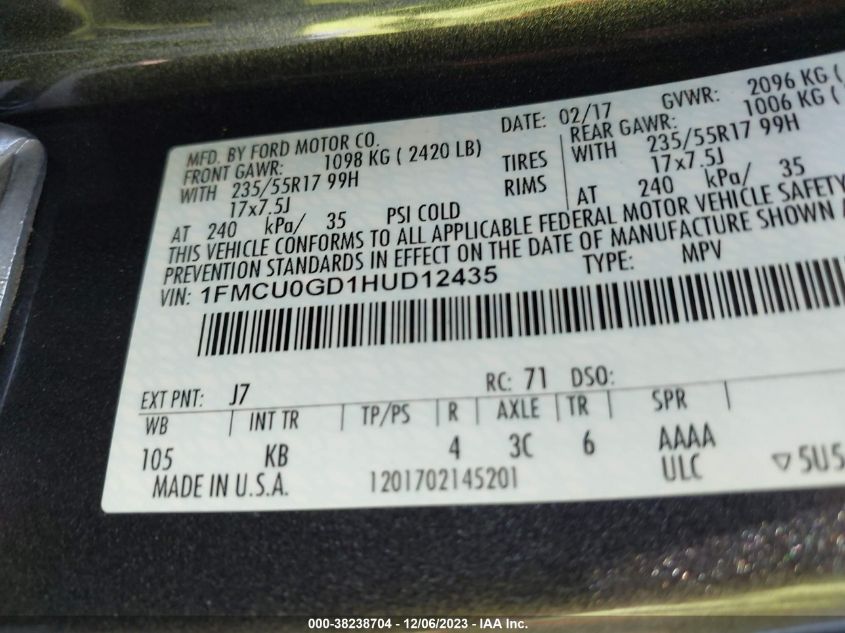 MFD. BY FORD MOTOR CO. DATE: 02/17 GVWR: 2096 KG (
FRONT GAWR: 1098 KG ( 2420 LB) REAR GAWR: 1006 KG (
WITH 235/55R17 99H TIRES WITH 235/55R17 99H
17x7.5J RIMS 17x7.5J
AT 240 kPa/ 35 PSI COLD AT 240 kPa/ 35
THIS VEHICLE CONFORMS TO ALL APPLICABLE FEDERAL MOTOR VEHICLE SAFETY
PREVENTION STANDARDS IN EFFECT ON THE DATE OF MANUFACTURE SHOWN
VIN: 1FMCU0GD1HUD12435 TYPE: MPV
EXT PNT: J7 RC: 71 DSO:
WB | INT TR | TP/PS | R | AXLE | TR | SPR |
105 KB 4 3C 6 AAAA
MADE IN U.S.A. 1201702145201 ULC ▽ 5U5
000-38238704 - 12/06/2023 - IAA Inc.